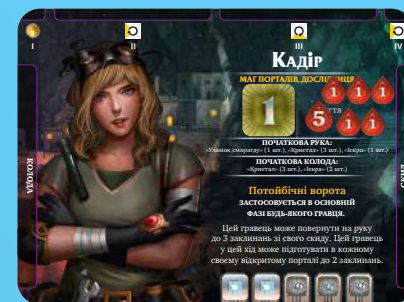 I
II
III
IV
КАДІР
МАГ ПОРТАЛІВ, ДОСЛІДНИЦЯ
1
5
1
1
1
1
1
ПОЧАТКОВА РУКА:
«Уламок смарагду» (1 шт.), «Кристал» (3 шт.), «Іскра» (1 шт.)
ПОЧАТКОВА КОЛОДА:
«Кристал» (3 шт.), «Іскра» (2 шт.)
КОЛОДА
Потойбічні ворота
ЗАСТОСОВУЄТЬСЯ В ОСНОВНІЙ
ФАЗІ БУДЬ-ЯКОГО ГРАВЦЯ.
Цей гравець може повернути на руку
до 3 заклинань зі свого скиду. Цей гравець
у цей хід може підготувати в кожному
своєму відкритому порталі до 2 заклинань.